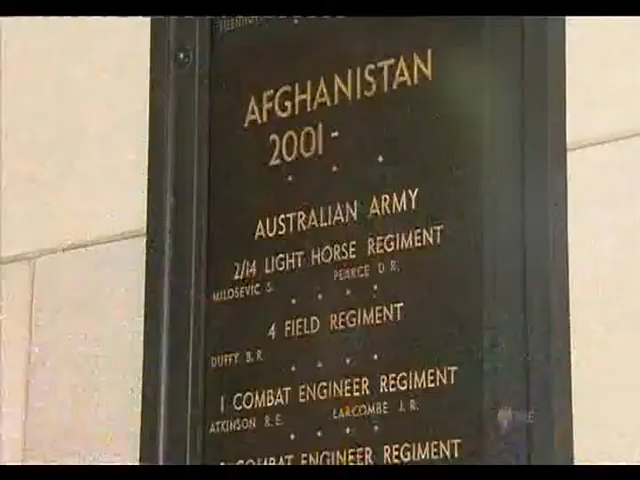 AFGHANISTAN
2001 -
AUSTRALIAN ARMY
2/14 LIGHT HORSE REGIMENT
MILOSEVIC S. PEARCE D. R.
4 FIELD REGIMENT
DUFFY B. R.
1 COMBAT ENGINEER REGIMENT
ATKINSON R. E. LARCOMBE J. R.
COMBAT ENGINEER REGIMENT